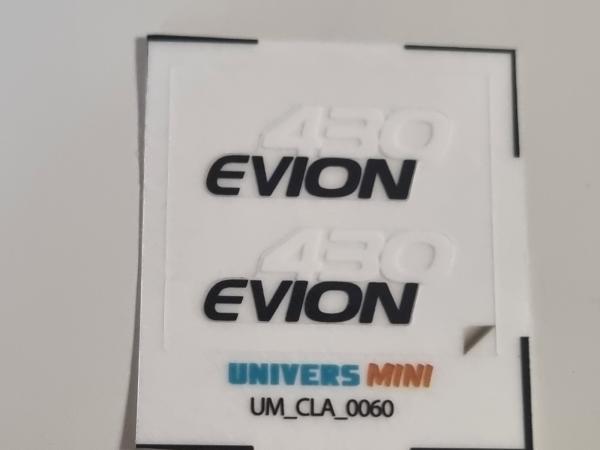 430
EVION
430
EVION
UNIVERS MINI
UM_CLA_0060